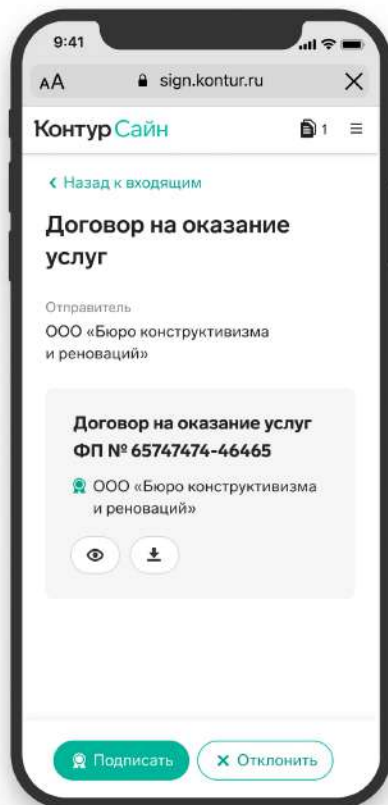 9:41
AA sign.kontur.ru
Контур Сайн 1
Назад к входящим
Договор на оказание
услуг
Отправитель
ООО «Бюро конструктивизма
и реноваций»
Договор на оказание услуг
ФП № 65747474-46465
ООО «Бюро конструктивизма
и реноваций»
Подписать Отклонить